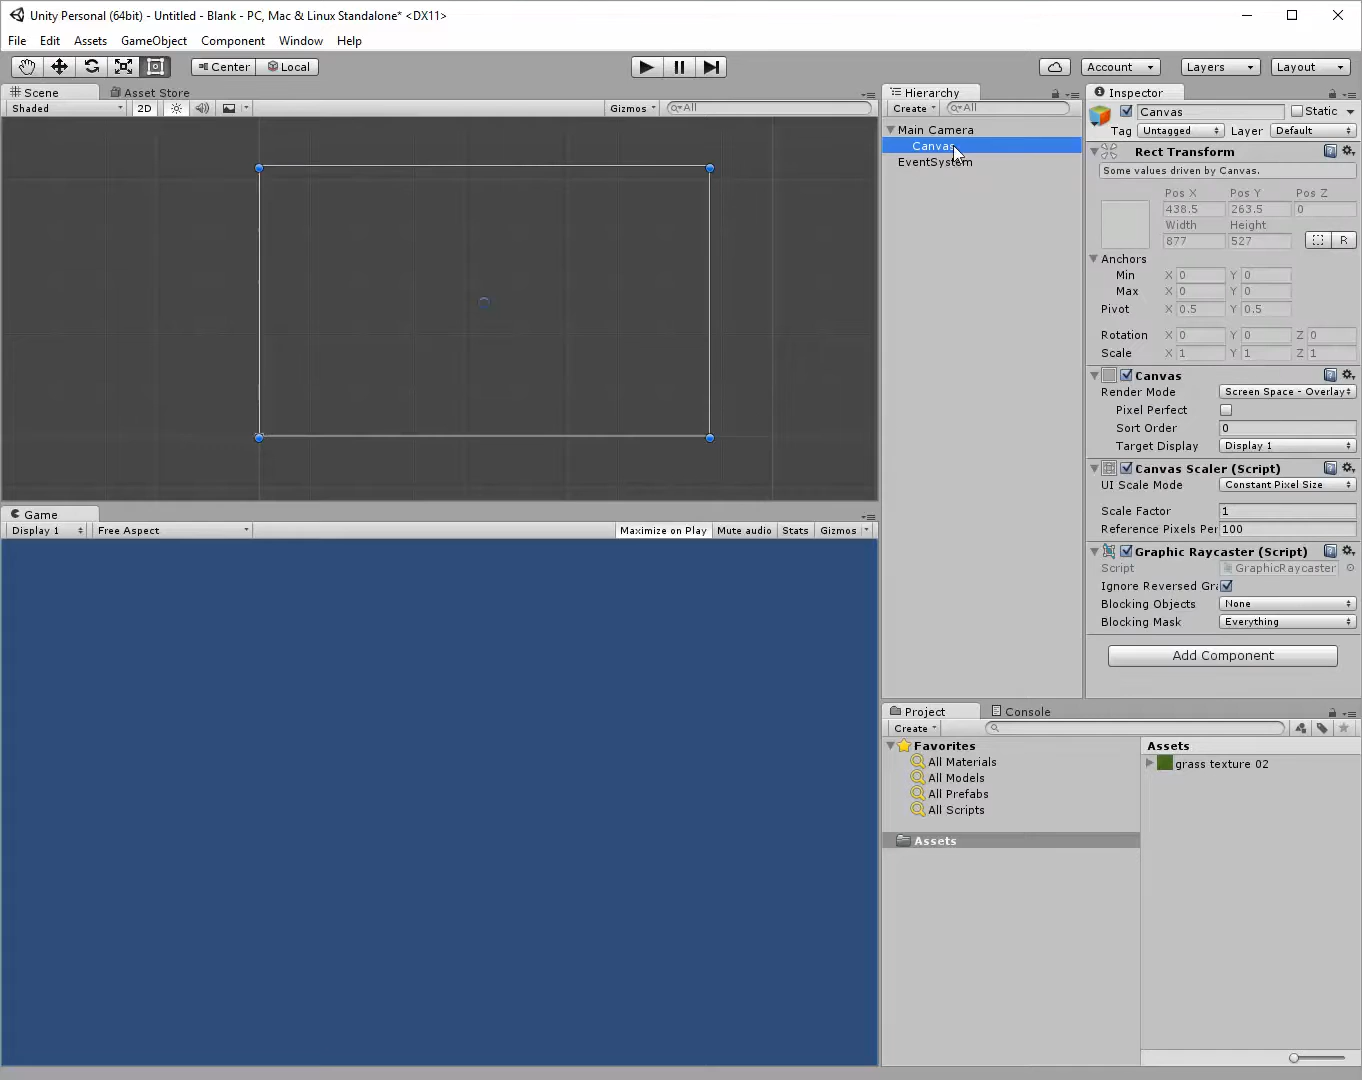 Unity Personal (64bit) - Untitled - Blank - PC, Mac & Linux Standalone* <DX11>
File Edit Assets GameObject Component Window Help
Center Local Account Layers Layout
Scene Asset Store
Shaded 2D Gizmos All
Hierarchy
Create All
Main Camera
Canvas
EventSystem
Inspector
Canvas Static
Tag Untagged Layer Default
Rect Transform
Some values driven by Canvas.
Pos X Pos Y Pos Z
438.5 263.5 0
Width Height
877 527 R
Anchors
Min X 0 Y 0
Max X 0 Y 0
Pivot X 0.5 Y 0.5
Rotation X 0 Y 0 Z 0
Scale X 1 Y 1 Z 1
Canvas
Render Mode Screen Space - Overlay
Pixel Perfect
Sort Order 0
Target Display Display 1
Canvas Scaler (Script)
UI Scale Mode Constant Pixel Size
Scale Factor 1
Reference Pixels Per 100
Graphic Raycaster (Script)
Script GraphicRaycaster
Ignore Reversed Gra
Blocking Objects None
Blocking Mask Everything
Add Component
Game
Display 1 Free Aspect Maximize on Play Mute audio Stats Gizmos
Project Console
Create
Favorites
All Materials
All Models
All Prefabs
All Scripts
Assets
Assets
grass texture 02